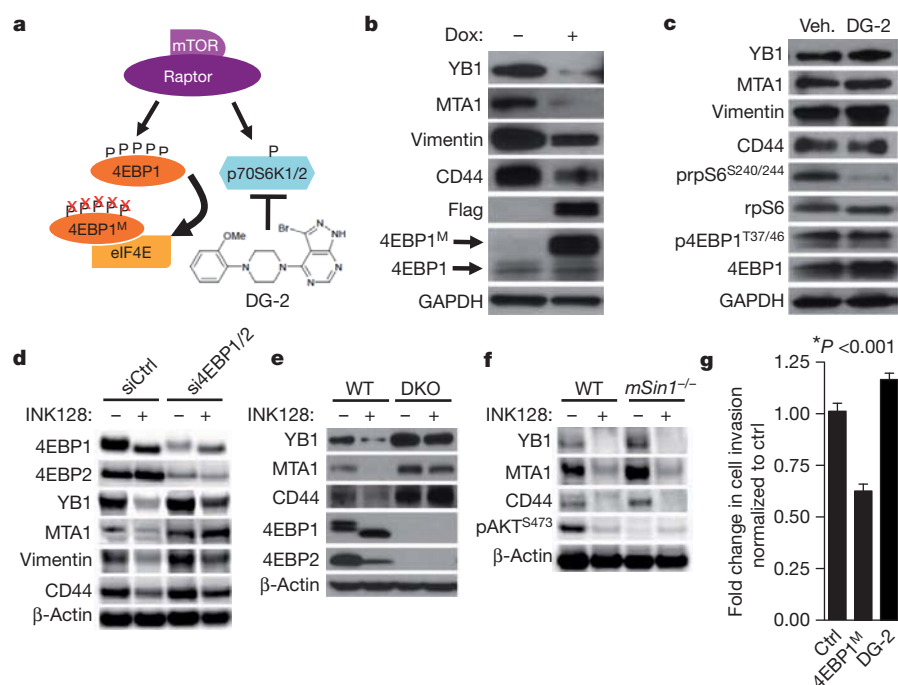 a
mTOR
Raptor
P P P P P
4EBP1
P
p70S6K1/2
P P P P P
4EBP1M
eIF4E
OMe
Br
N
NH
N
N
N
N
DG-2
b
Dox: – +
YB1
MTA1
Vimentin
CD44
Flag
4EBP1M
4EBP1
GAPDH
c
Veh. DG-2
YB1
MTA1
Vimentin
CD44
prpS6S240/244
rpS6
p4EBP1T37/46
4EBP1
GAPDH
d
siCtrl si4EBP1/2
INK128: – + – +
4EBP1
4EBP2
YB1
MTA1
Vimentin
CD44
β-Actin
e
WT DKO
INK128: – + – +
YB1
MTA1
CD44
4EBP1
4EBP2
β-Actin
f
WT mSin1–/–
INK128: – + – +
YB1
MTA1
CD44
pAKTS473
β-Actin
g
*P <0.001
Fold change in cell invasion
normalized to ctrl
1.25
1.00
0.75
0.50
1.25
0.00
Ctrl
4EBP1M
DG-2